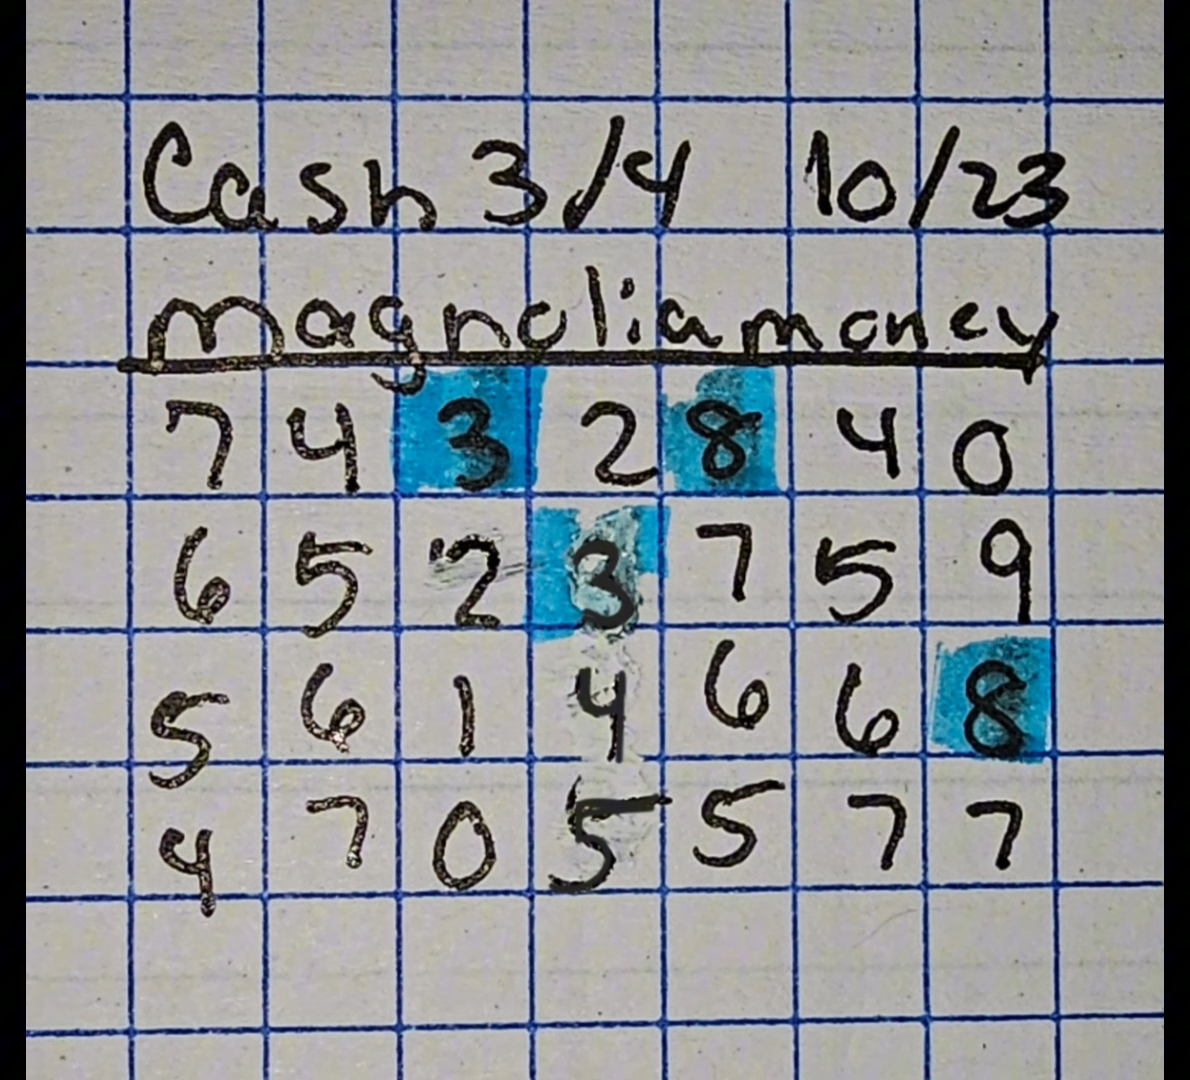 Cash 3/4 10/23
magnoliamoney
7 4 3 2 8 4 0
6 5 2 3 7 5 9
5 6 1 4 6 6 8
4 7 0 5 5 7 7